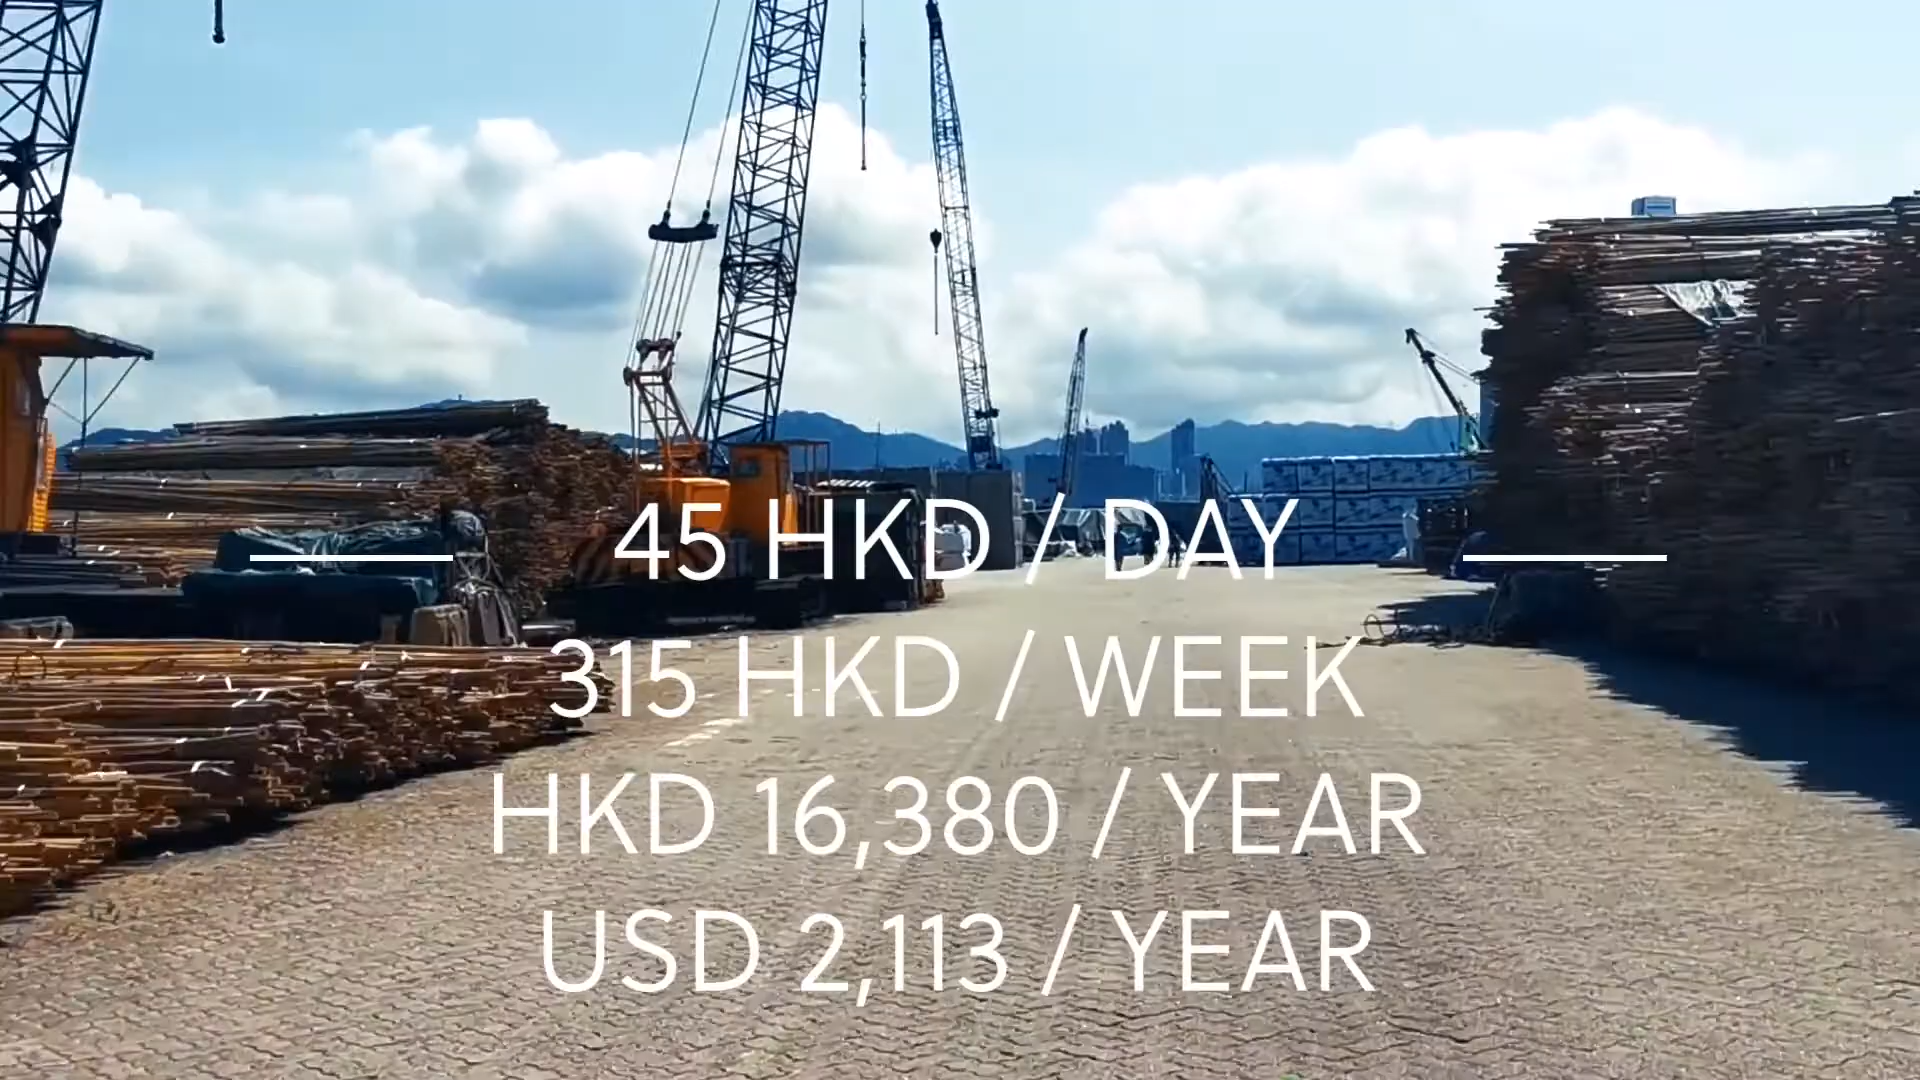 45 HKD / DAY
315 HKD / WEEK
HKD 16,380 / YEAR
USD 2,113 / YEAR